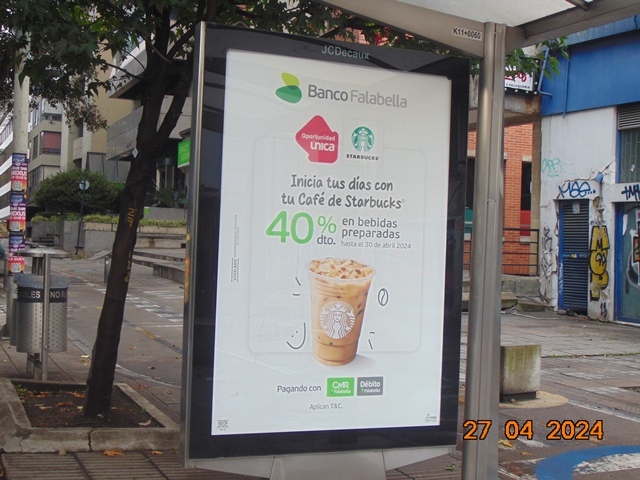 K11+0060
JCDecaux
Banco Falabella
Oportunidad
única
STARBUCKS®
Inicia tus días con
tu Café de Starbucks®
40% dto. en bebidas
preparadas
hasta el 30 de abril 2024
Pagando con CMR Falabella Débito Falabella
Aplican T&C.
27 04 2024